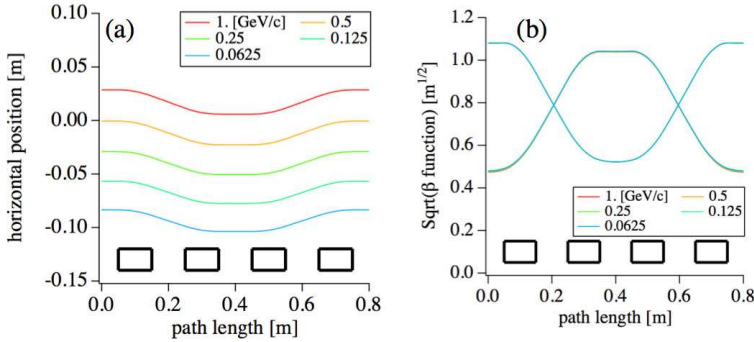 (a)
1. [GeV/c] 0.5
0.25 0.125
0.0625
0.10
0.05
0.00
-0.05
-0.10
-0.15
horizontal position [m]
0.0 0.2 0.4 0.6 0.8
path length [m]
(b)
1.2
1.0
0.8
0.6
0.4
0.2
0.0
Sqrt(β function) [m1/2]
1. [GeV/c] 0.5
0.25 0.125
0.0625
0.0 0.2 0.4 0.6 0.8
path length [m]